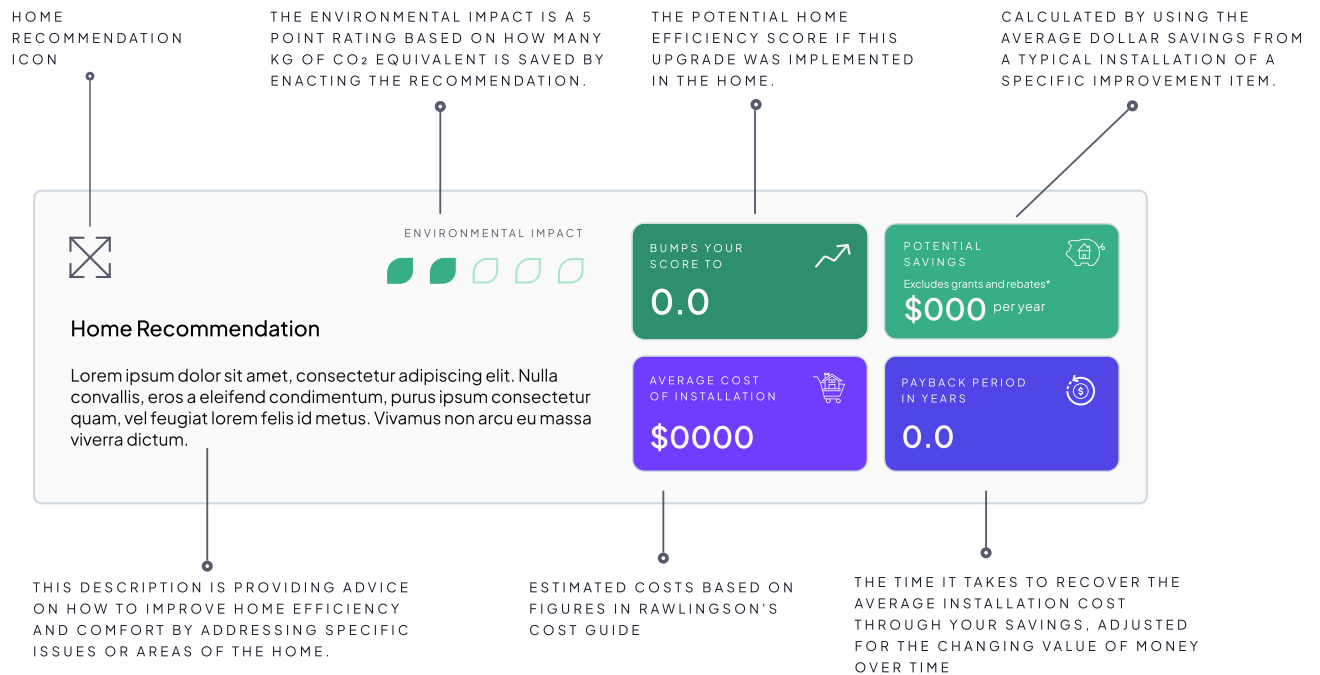 HOME
RECOMMENDATION
ICON
THE ENVIRONMENTAL IMPACT IS A 5
POINT RATING BASED ON HOW MANY
KG OF CO₂ EQUIVALENT IS SAVED BY
ENACTING THE RECOMMENDATION.
THE POTENTIAL HOME
EFFICIENCY SCORE IF THIS
UPGRADE WAS IMPLEMENTED
IN THE HOME.
CALCULATED BY USING THE
AVERAGE DOLLAR SAVINGS FROM
A TYPICAL INSTALLATION OF A
SPECIFIC IMPROVEMENT ITEM.
ENVIRONMENTAL IMPACT
Home Recommendation
Lorem ipsum dolor sit amet, consectetur adipiscing elit. Nulla
convallis, eros a eleifend condimentum, purus ipsum consectetur
quam, vel feugiat lorem felis id metus. Vivamus non arcu eu massa
viverra dictum.
BUMPS YOUR
SCORE TO
0.0
POTENTIAL
SAVINGS
Excludes grants and rebates*
$000 per year
AVERAGE COST
OF INSTALLATION
$0000
PAYBACK PERIOD
IN YEARS
$
0.0
THIS DESCRIPTION IS PROVIDING ADVICE
ON HOW TO IMPROVE HOME EFFICIENCY
AND COMFORT BY ADDRESSING SPECIFIC
ISSUES OR AREAS OF THE HOME.
ESTIMATED COSTS BASED ON
FIGURES IN RAWLINGSON'S
COST GUIDE
THE TIME IT TAKES TO RECOVER THE
AVERAGE INSTALLATION COST
THROUGH YOUR SAVINGS, ADJUSTED
FOR THE CHANGING VALUE OF MONEY
OVER TIME